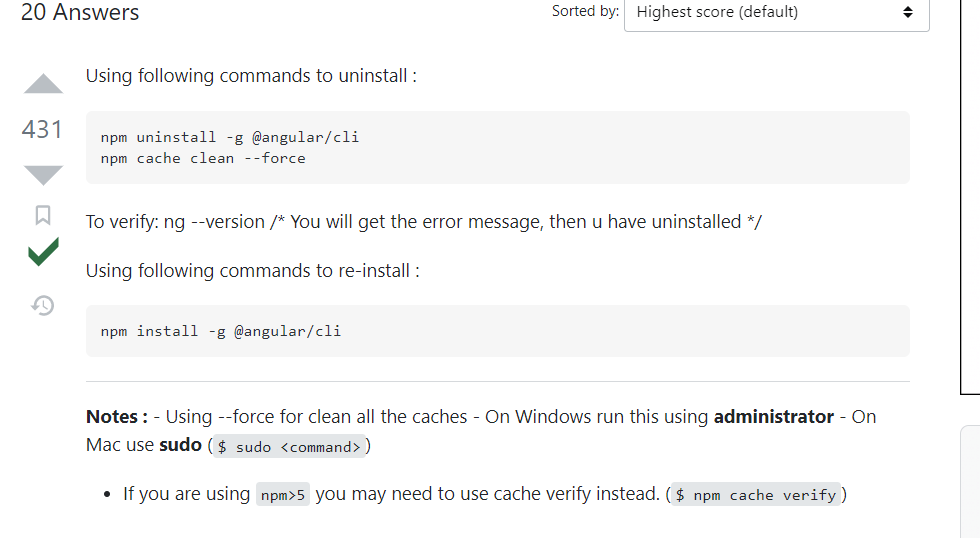 20 Answers
Sorted by: Highest score (default)
Using following commands to uninstall :
431
npm uninstall -g @angular/cli
npm cache clean --force
To verify: ng --version /* You will get the error message, then u have uninstalled */
Using following commands to re-install :
npm install -g @angular/cli
Notes : - Using --force for clean all the caches - On Windows run this using administrator - On
Mac use sudo ( $ sudo <command> )
• If you are using npm>5 you may need to use cache verify instead. ( $ npm cache verify )